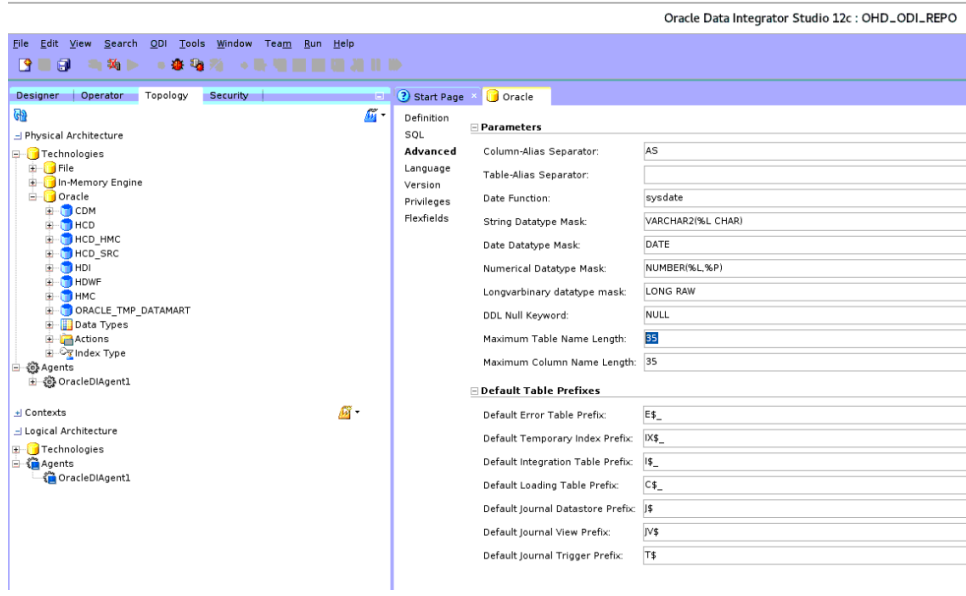 Oracle Data Integrator Studio 12c : OHD_ODI_REPO
File Edit View Search ODI Tools Window Team Run Help
Designer Operator Topology Security
Start Page Oracle
Physical Architecture
Technologies
File
In-Memory Engine
Oracle
CDM
HCD
HCD_HMC
HCD_SRC
HDI
HDWF
HMC
ORACLE_TMP_DATAMART
Data Types
Actions
Index Type
Agents
OracleDIAgent1
Contexts
Logical Architecture
Technologies
Agents
OracleDIAgent1
Definition
SQL
Advanced
Language
Version
Privileges
Flexfields
Parameters
Column-Alias Separator: AS
Table-Alias Separator:
Date Function: sysdate
String Datatype Mask: VARCHAR2(%L CHAR)
Date Datatype Mask: DATE
Numerical Datatype Mask: NUMBER(%L,%P)
Longvarbinary datatype mask: LONG RAW
DDL Null Keyword: NULL
Maximum Table Name Length: 35
Maximum Column Name Length: 35
Default Table Prefixes
Default Error Table Prefix: E$_
Default Temporary Index Prefix: IX$_
Default Integration Table Prefix: I$_
Default Loading Table Prefix: C$_
Default Journal Datastore Prefix: J$
Default Journal View Prefix: JV$
Default Journal Trigger Prefix: T$